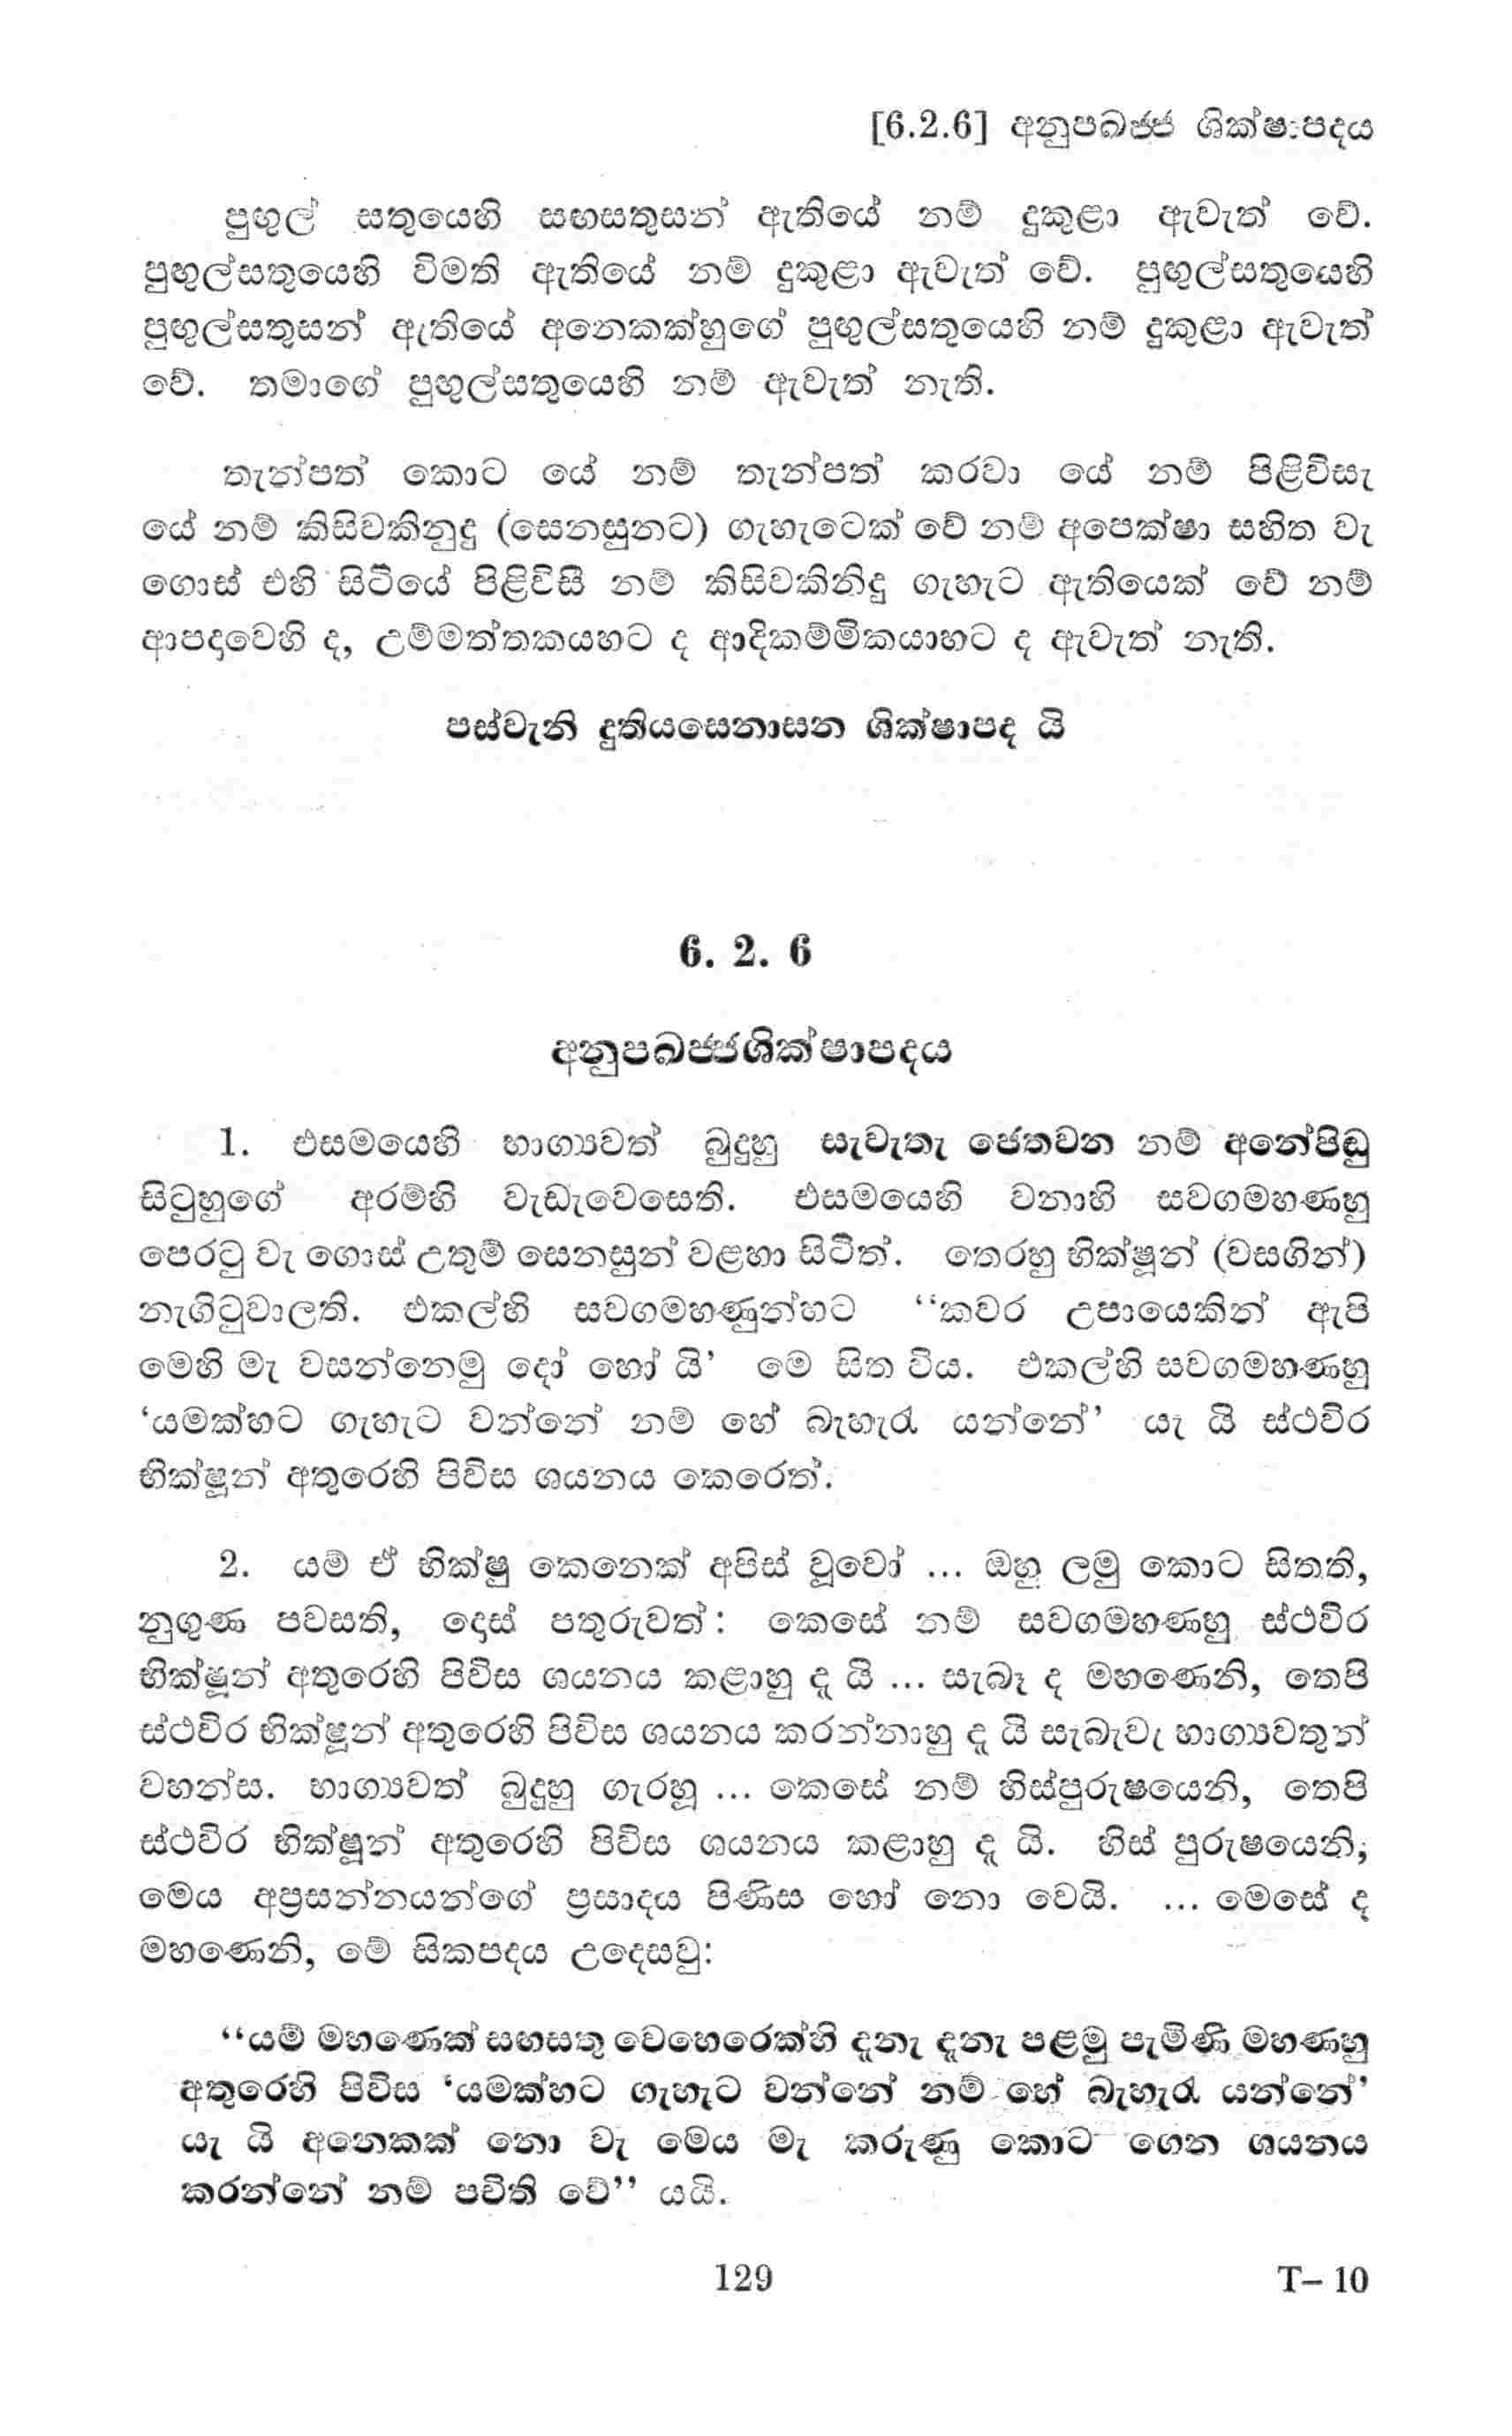 [6.2.6] අනුපඛජ්ජ ශික්ෂාපදය
පුඟුල් සතුයෙහි සඟසතුසන් ඇතියේ නම් දුකුළා ඇවැත් වේ.
පුඟුල්සතුයෙහි විමති ඇතියේ නම් දුකුළා ඇවැත් වේ. පුඟුල්සතුයෙහි
පුඟුල්සතුසන් ඇතියේ අනෙකක්හුගේ පුඟුල්සතුයෙහි නම් දුකුළා ඇවැත්
වේ. තමාගේ පුඟුල්සතුයෙහි නම් ඇවැත් නැති.
තැන්පත් කොට යේ නම් තැන්පත් කරවා යේ නම් පිළිවිසැ
යේ නම් කිසිවකිනුදු (සෙනසුනට) ගැහැටෙක් වේ නම් අපෙක්ෂා සහිත වැ
ගොස් එහි සිටියේ පිළිවිසී නම් කිසිවකිනිදු ගැහැට ඇතියෙක් වේ නම්
ආපදාවෙහි ද, උම්මත්තකයහට ද ආදිකම්මිකයාහට ද ඇවැත් නැති.
පස්වැනි දුතියසෙනාසන ශික්ෂාපද යි
6. 2. 6
අනුපඛජ්ජශික්ෂාපදය
1. එසමයෙහි භාග්‍යවත් බුදුහු සැවැතැ ජෙතවන නම් අනේපිඬු
සිටුහුගේ අරම්හි වැඩැවෙසෙති. එසමයෙහි වනාහි සවගමහණහු
පෙරටු වැ ගොස් උතුම් සෙනසුන් වළහා සිටිත්. තෙරහු භික්ෂූන් (වසගින්)
නැගිටුවාලති. එකල්හි සවගමහණුන්හට “කවර උපායෙකින් ඇපි
මෙහි මැ වසන්නෙමු දෝ හෝ යි’ මෙ සිත විය. එකල්හි සවගමහණහු
‘යමක්හට ගැහැට වන්නේ නම් හේ බැහැර යන්නේ’ යැ යි ස්ථවිර
භික්ෂූන් අතුරෙහි පිවිස ශයනය කෙරෙත්.
2. යම් ඒ භික්ෂු කෙනෙක් අපිස් වූවෝ ... ඔහු ලමු කොට සිතති,
නුගුණ පවසති, දොස් පතුරුවත්: කෙසේ නම් සවගමහණහු ස්ථවිර
භික්ෂූන් අතුරෙහි පිවිස ශයනය කළාහු දැ යි ... සැබෑ ද මහණෙනි, තෙපි
ස්ථවිර භික්ෂූන් අතුරෙහි පිවිස ශයනය කරන්නාහු දැ යි සැබැවැ භාග්‍යවතුන්
වහන්ස. භාග්‍යවත් බුදුහු ගැරහූ ... කෙසේ නම් හිස්පුරුෂයෙනි, තෙපි
ස්ථවිර භික්ෂූන් අතුරෙහි පිවිස ශයනය කළාහු දැ යි. හිස් පුරුෂයෙනි,
මෙය අප්‍රසන්නයන්ගේ ප්‍රසාදය පිණිස හෝ නො වෙයි. ... මෙසේ ද
මහණෙනි, මේ සිකපදය උදෙසවු:
“යම් මහණෙක් සඟසතු වෙහෙරෙක්හි දැනැ දැනැ පළමු පැමිණි මහණහු
අතුරෙහි පිවිස ‘යමක්හට ගැහැට වන්නේ නම් හේ බැහැර යන්නේ’
යැ යි අනෙකක් නො වැ මෙය මැ කරුණු කොට ගෙන ශයනය
කරන්නේ නම් පචිති වේ” යයි.
129
T– 10